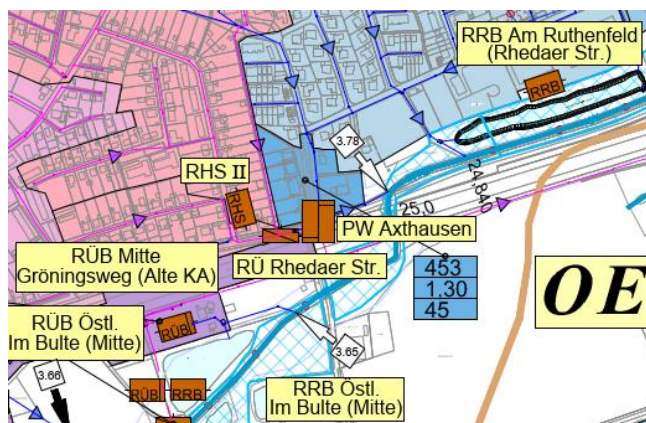 RRB Am Ruthenfeld
(Rhedaer Str.)
RRB
3.78
24,840
RHS II
RHS
25,0
PW Axthausen
RÜB Mitte
Gröningsweg (Alte KA)
RÜ Rhedaer Str.
453
1.30
45
OE
RÜB Östl.
Im Bulte (Mitte)
RÜB
3.65
3.66
RÜB
RRB
RRB Östl.
Im Bulte (Mitte)